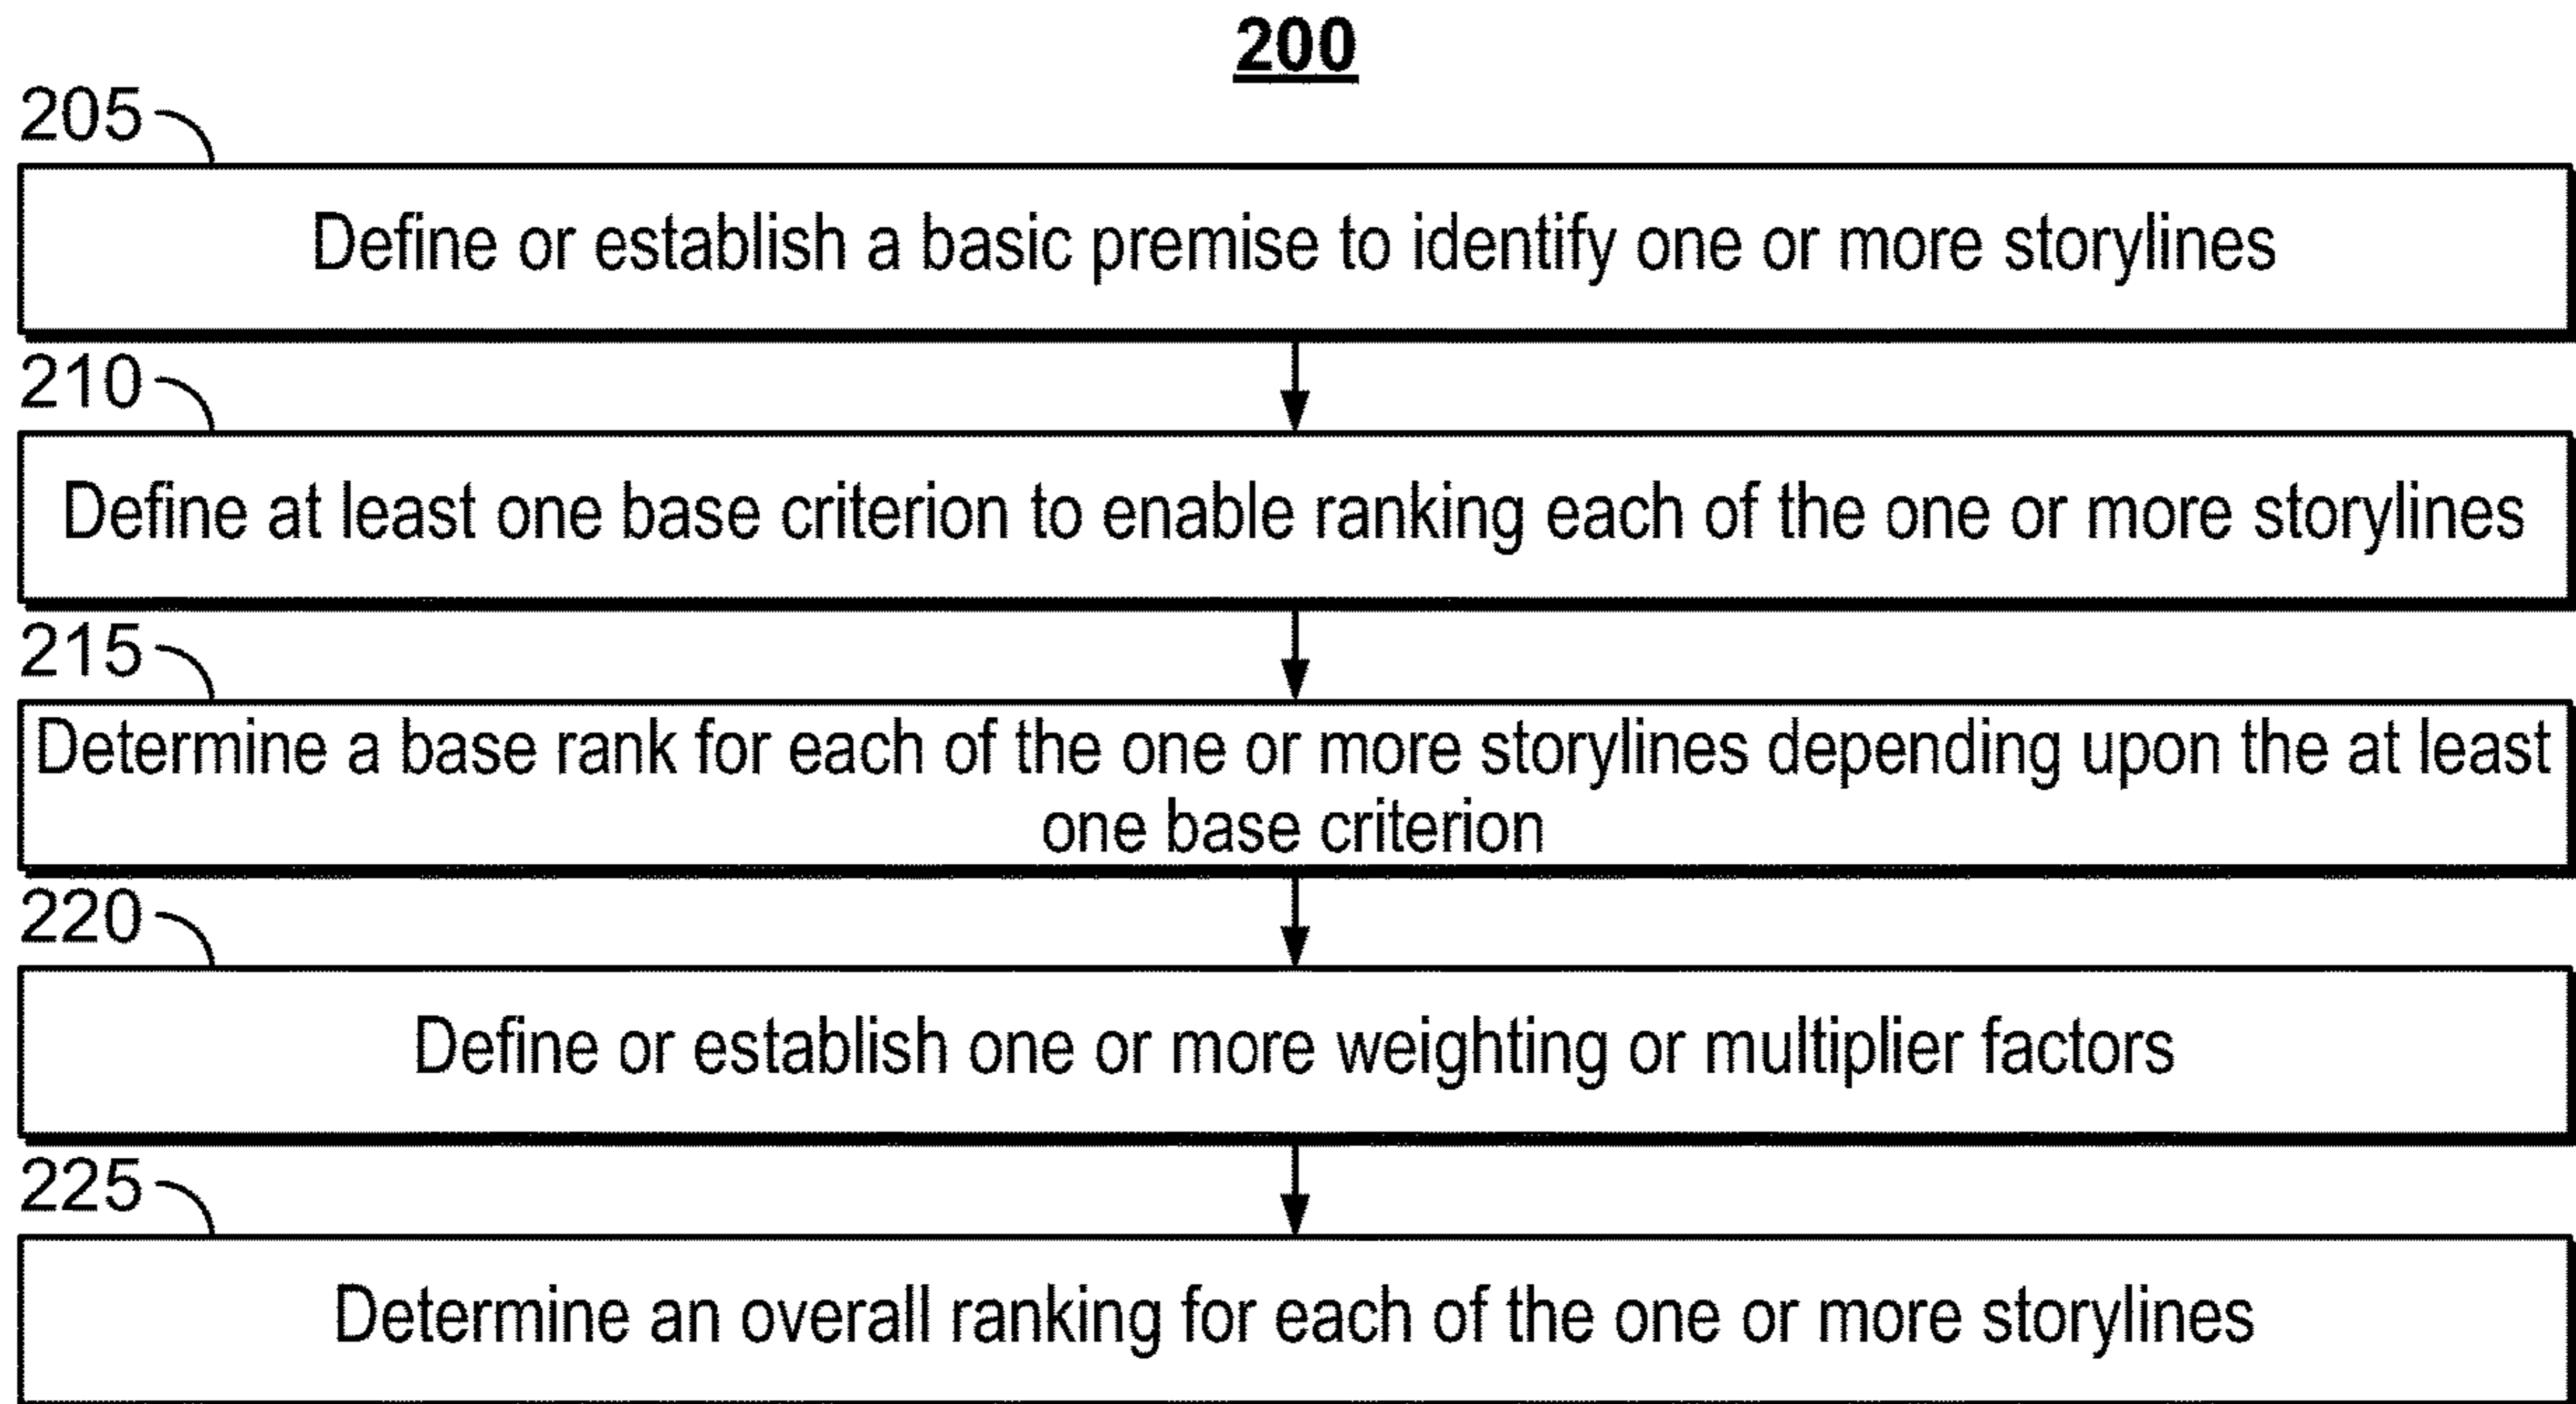 200
205
Define or establish a basic premise to identify one or more storylines
210
Define at least one base criterion to enable ranking each of the one or more storylines
215
Determine a base rank for each of the one or more storylines depending upon the at least
one base criterion
220
Define or establish one or more weighting or multiplier factors
225
Determine an overall ranking for each of the one or more storylines